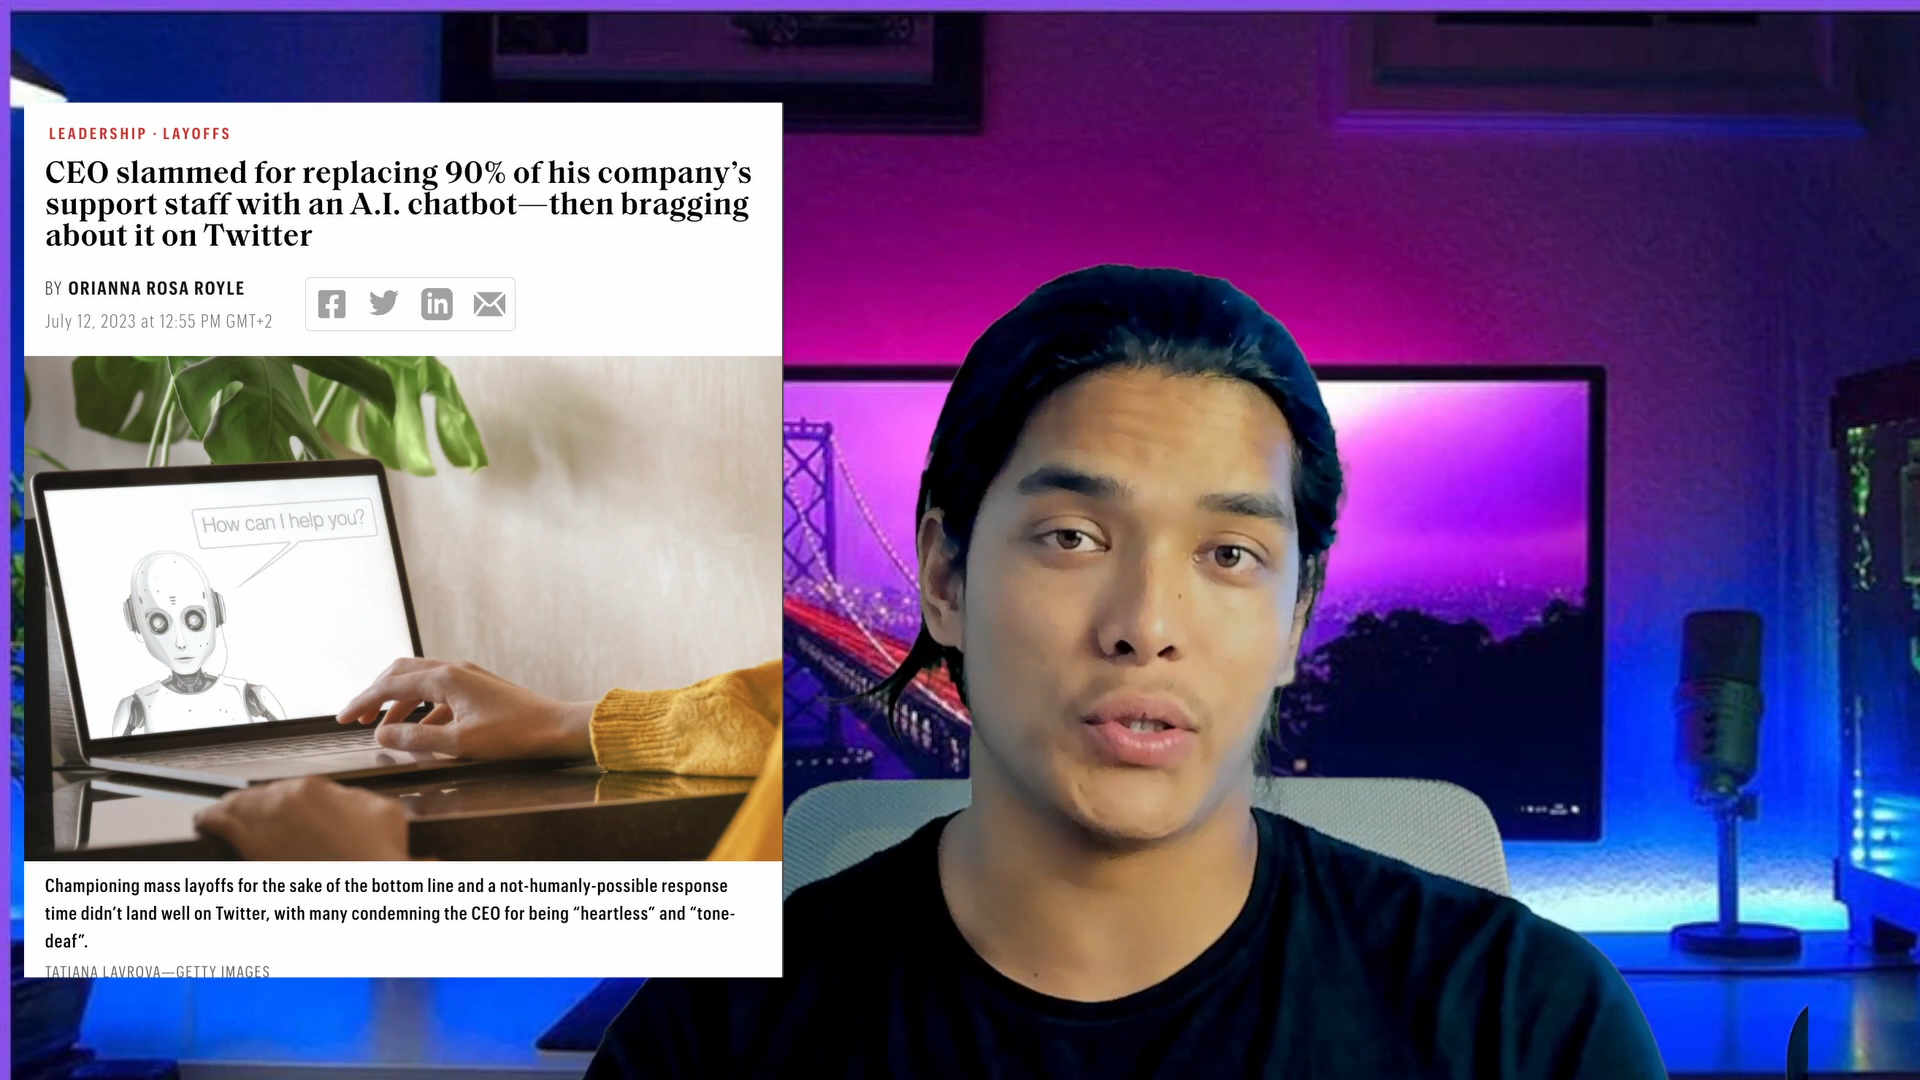 LEADERSHIP · LAYOFFS
CEO slammed for replacing 90% of his company’s
support staff with an A.I. chatbot—then bragging
about it on Twitter
BY ORIANNA ROSA ROYLE
July 12, 2023 at 12:55 PM GMT+2
How can I help you?
Championing mass layoffs for the sake of the bottom line and a not-humanly-possible response
time didn’t land well on Twitter, with many condemning the CEO for being “heartless” and “tone-
deaf”.
TATIANA LAVROVA—GETTY IMAGES